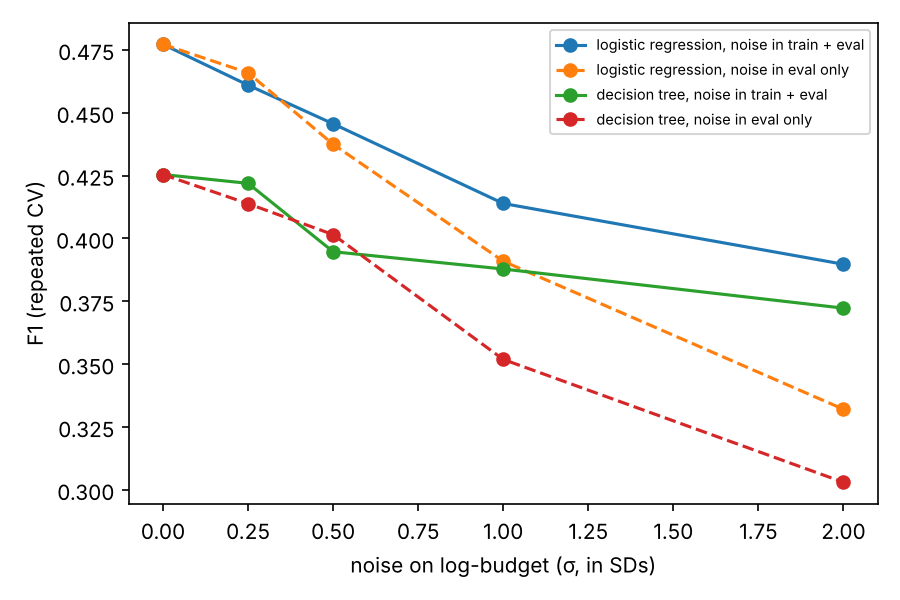 0.475
0.450
0.425
0.400
0.375
0.350
0.325
0.300
F1 (repeated CV)
logistic regression, noise in train + eval
logistic regression, noise in eval only
decision tree, noise in train + eval
decision tree, noise in eval only
0.00 0.25 0.50 0.75 1.00 1.25 1.50 1.75 2.00
noise on log-budget (σ, in SDs)